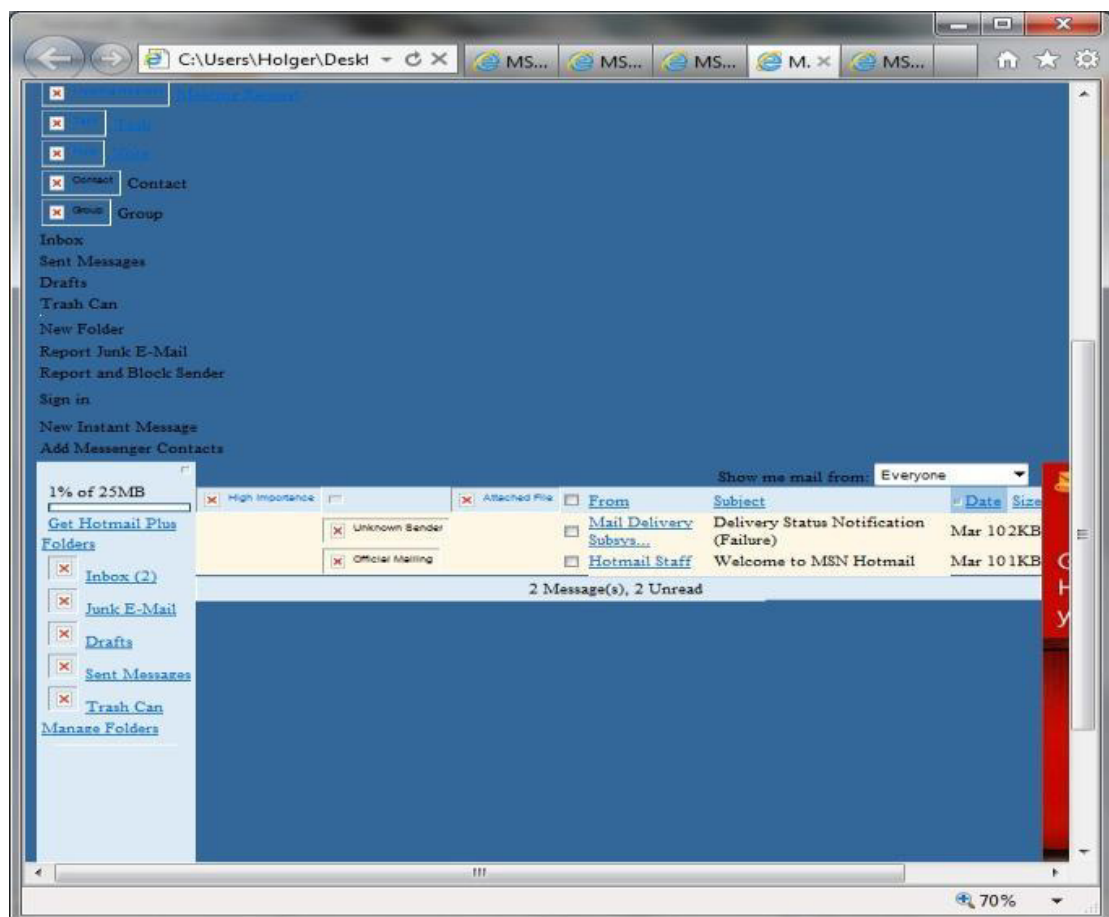 C:\Users\Holger\Deskt
MS...
MS...
MS...
M.
MS...
Task
Note
Contact Contact
Group Group
Inbox
Sent Messages
Drafts
Trash Can
New Folder
Report Junk E-Mail
Report and Block Sender
Sign in
New Instant Message
Add Messenger Contacts
Show me mail from: Everyone
1% of 25MB
High Importance
Attached File
From
Subject
Date
Size
Get Hotmail Plus
Folders
Unknown Sender
Mail Delivery
Subsys...
Delivery Status Notification
(Failure)
Mar 10 2KB
Official Mailing
Hotmail Staff
Welcome to MSN Hotmail
Mar 10 1KB
2 Message(s), 2 Unread
Inbox (2)
Junk E-Mail
Drafts
Sent Messages
Trash Can
Manage Folders
70%